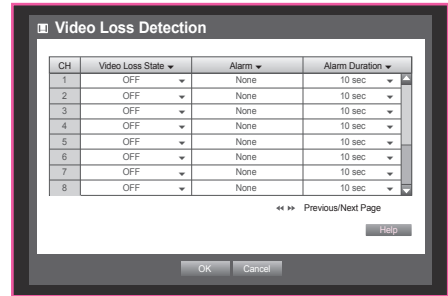 Video Loss Detection
CH Video Loss State Alarm Alarm Duration
1 OFF None 10 sec
2 OFF None 10 sec
3 OFF None 10 sec
4 OFF None 10 sec
5 OFF None 10 sec
6 OFF None 10 sec
7 OFF None 10 sec
8 OFF None 10 sec
Previous/Next Page
Help
OK Cancel